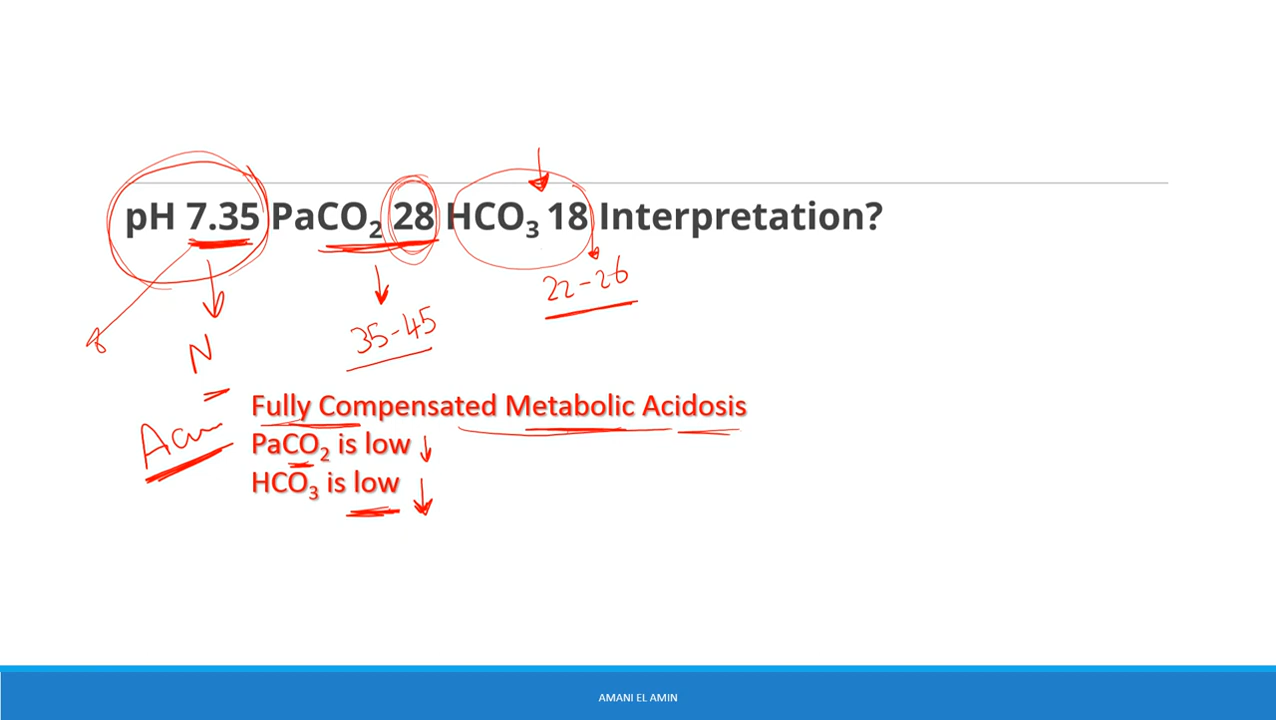 pH 7.35 PaCO₂ 28 HCO₃ 18 Interpretation?
22-26
35-45
N
Fully Compensated Metabolic Acidosis
PaCO₂ is low ↓
HCO₃ is low ↓
AMANI EL AMIN